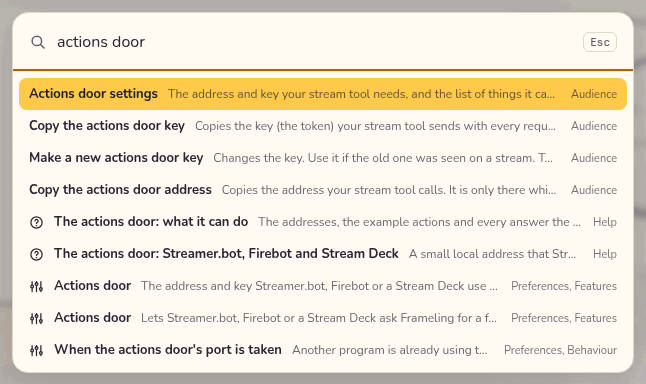 actions door Esc
Actions door settings The address and key your stream tool needs, and the list of things it ca... Audience
Copy the actions door key Copies the key (the token) your stream tool sends with every requ... Audience
Make a new actions door key Changes the key. Use it if the old one was seen on a stream. T... Audience
Copy the actions door address Copies the address your stream tool calls. It is only there whi... Audience
The actions door: what it can do The addresses, the example actions and every answer the ... Help
The actions door: Streamer.bot, Firebot and Stream Deck A small local address that Str... Help
Actions door The address and key Streamer.bot, Firebot or a Stream Deck use ... Preferences, Features
Actions door Lets Streamer.bot, Firebot or a Stream Deck ask Frameling for a f... Preferences, Features
When the actions door's port is taken Another program is already using t... Preferences, Behaviour